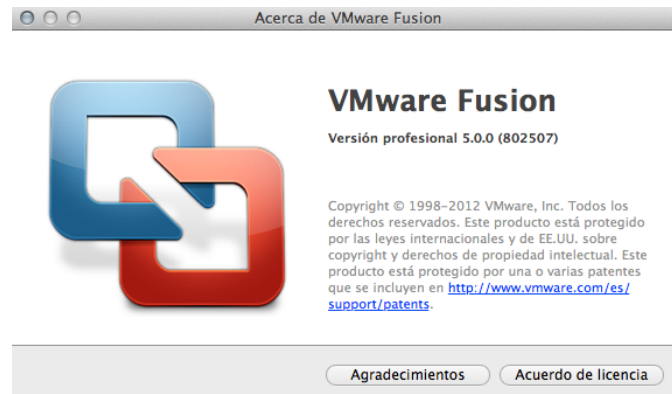 Acerca de VMware Fusion
VMware Fusion
Versión profesional 5.0.0 (802507)
Copyright © 1998-2012 VMware, Inc. Todos los
derechos reservados. Este producto está protegido
por las leyes internacionales y de EE.UU. sobre
copyright y derechos de propiedad intelectual. Este
producto está protegido por una o varias patentes
que se incluyen en http://www.vmware.com/es/
support/patents.
Agradecimientos
Acuerdo de licencia